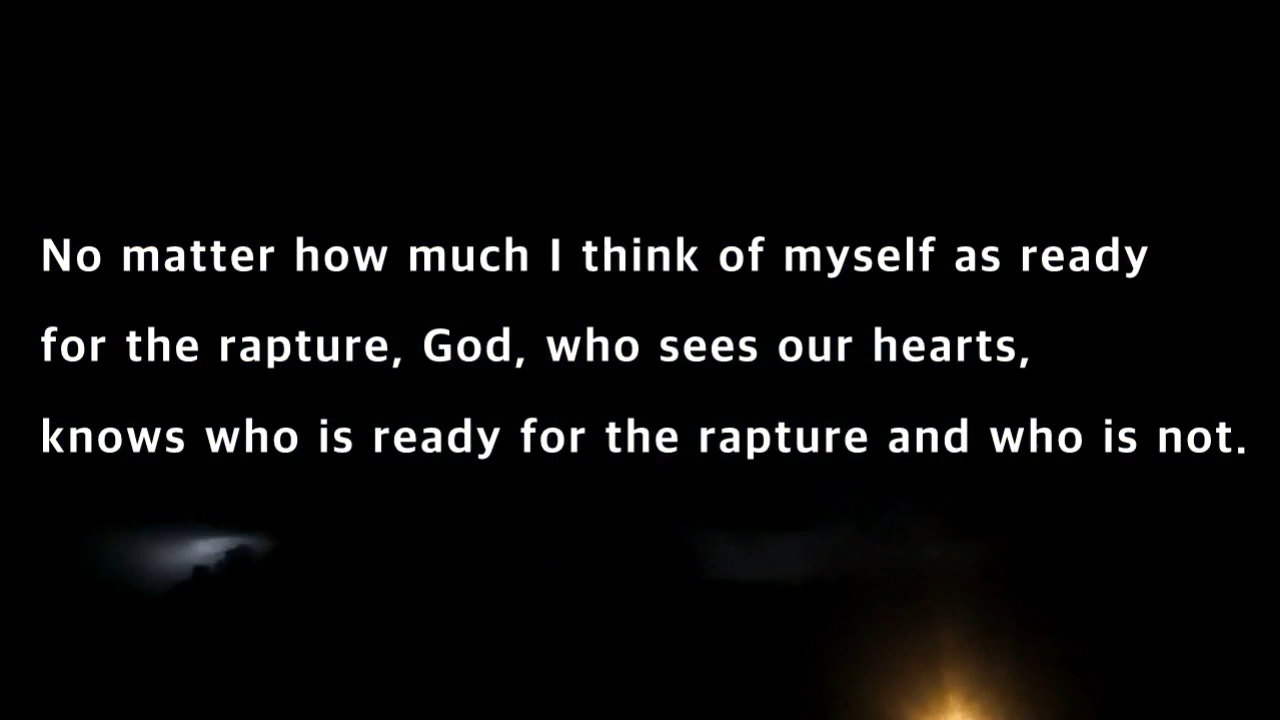 No matter how much I think of myself as ready
for the rapture, God, who sees our hearts,
knows who is ready for the rapture and who is not.